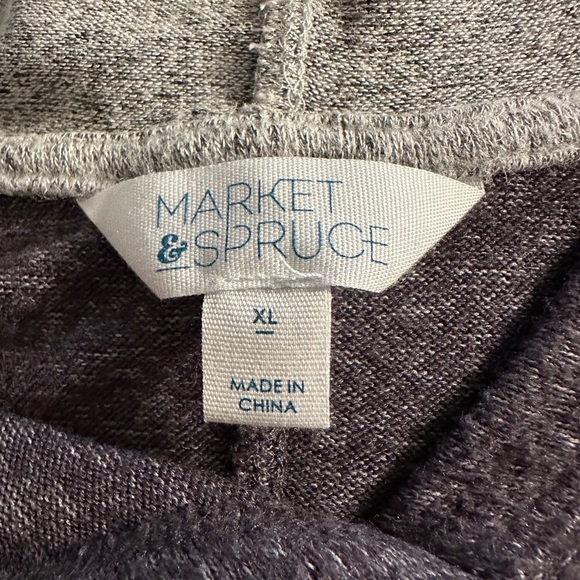 MARKET
& SPRUCE
XL
MADE IN
CHINA